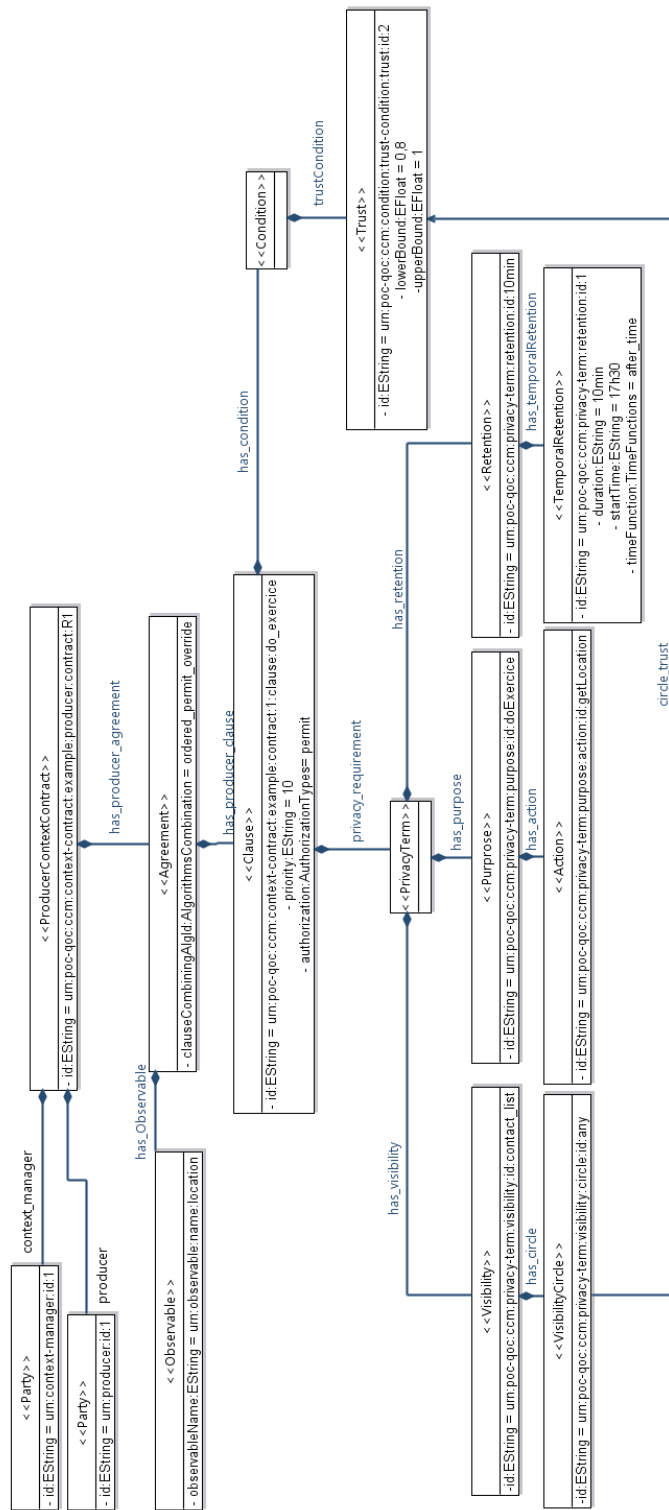 <<Party>>
- id:EString = urn:context-manager:id:1
context_manager
<<Party>>
- id:EString = urn:producer:id:1
producer
<<ProducerContextContract>>
- id:EString = urn:poc-qoc:ccm:context-contract:example:producer:contract:R1
has_producer_agreement
<<Observable>>
- observableName:EString = urn:observable:name:location
has_Observable
<<Agreement>>
- clauseCombiningAlgId:AlgorithmsCombination = ordered_permit_override
has_producer_clause
<<Clause>>
- id:EString = urn:poc-qoc:ccm:context-contract:example:contract:1:clause:do_exercice
- priority:EString = 10
- authorization:AuthorizationTypes= permit
has_condition
<<Condition>>
trustCondition
<<Trust>>
- id:EString = urn:poc-qoc:ccm:condition:trust-condition:trust:id:2
- lowerBound:EFloat = 0,8
-upperBound:EFloat = 1
privacy_requirement
<<PrivacyTerm>>
has_visibility
has_purpose
has_retention
<<Visibility>>
-id:EString = urn:poc-qoc:ccm:privacy-term:visibility:id:contact_list
has_circle
<<VisibilityCircle>>
-id:EString = urn:poc-qoc:ccm:privacy-term:visibility:circle:id:any
<<Purprose>>
- id:EString = urn:poc-qoc:ccm:privacy-term:purpose:id:doExercice
has_action
<<Action>>
- id:EString = urn:poc-qoc:ccm:privacy-term:purpose:action:id:getLocation
<<Retention>>
- id:EString = urn:poc-qoc:ccm:privacy-term:retention:id:10min
has_temporalRetention
<<TemporalRetention>>
- id:EString = urn:poc-qoc:ccm:privacy-term:retention:id:1
- duration:EString = 10min
- startTime:EString = 17h30
- timeFunction:TimeFunctions = after_time
circle_trust